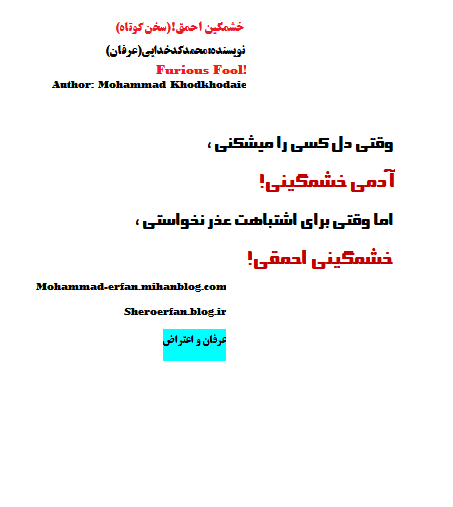 خشمگین احمق!(سخن کوتاه)
نویسنده:محمدکدخدایی(عرفان)
Furious Fool!
Author: Mohammad Khodkhodaie
وقتی دل کسی را میشکنی ،
آدمی خشمگینی!
اما وقتی برای اشتباهت عذر نخواستی ،
خشمگینی احمقی!
Mohammad-erfan.mihanblog.com
Sheroerfan.blog.ir
عرفان و اعتراض